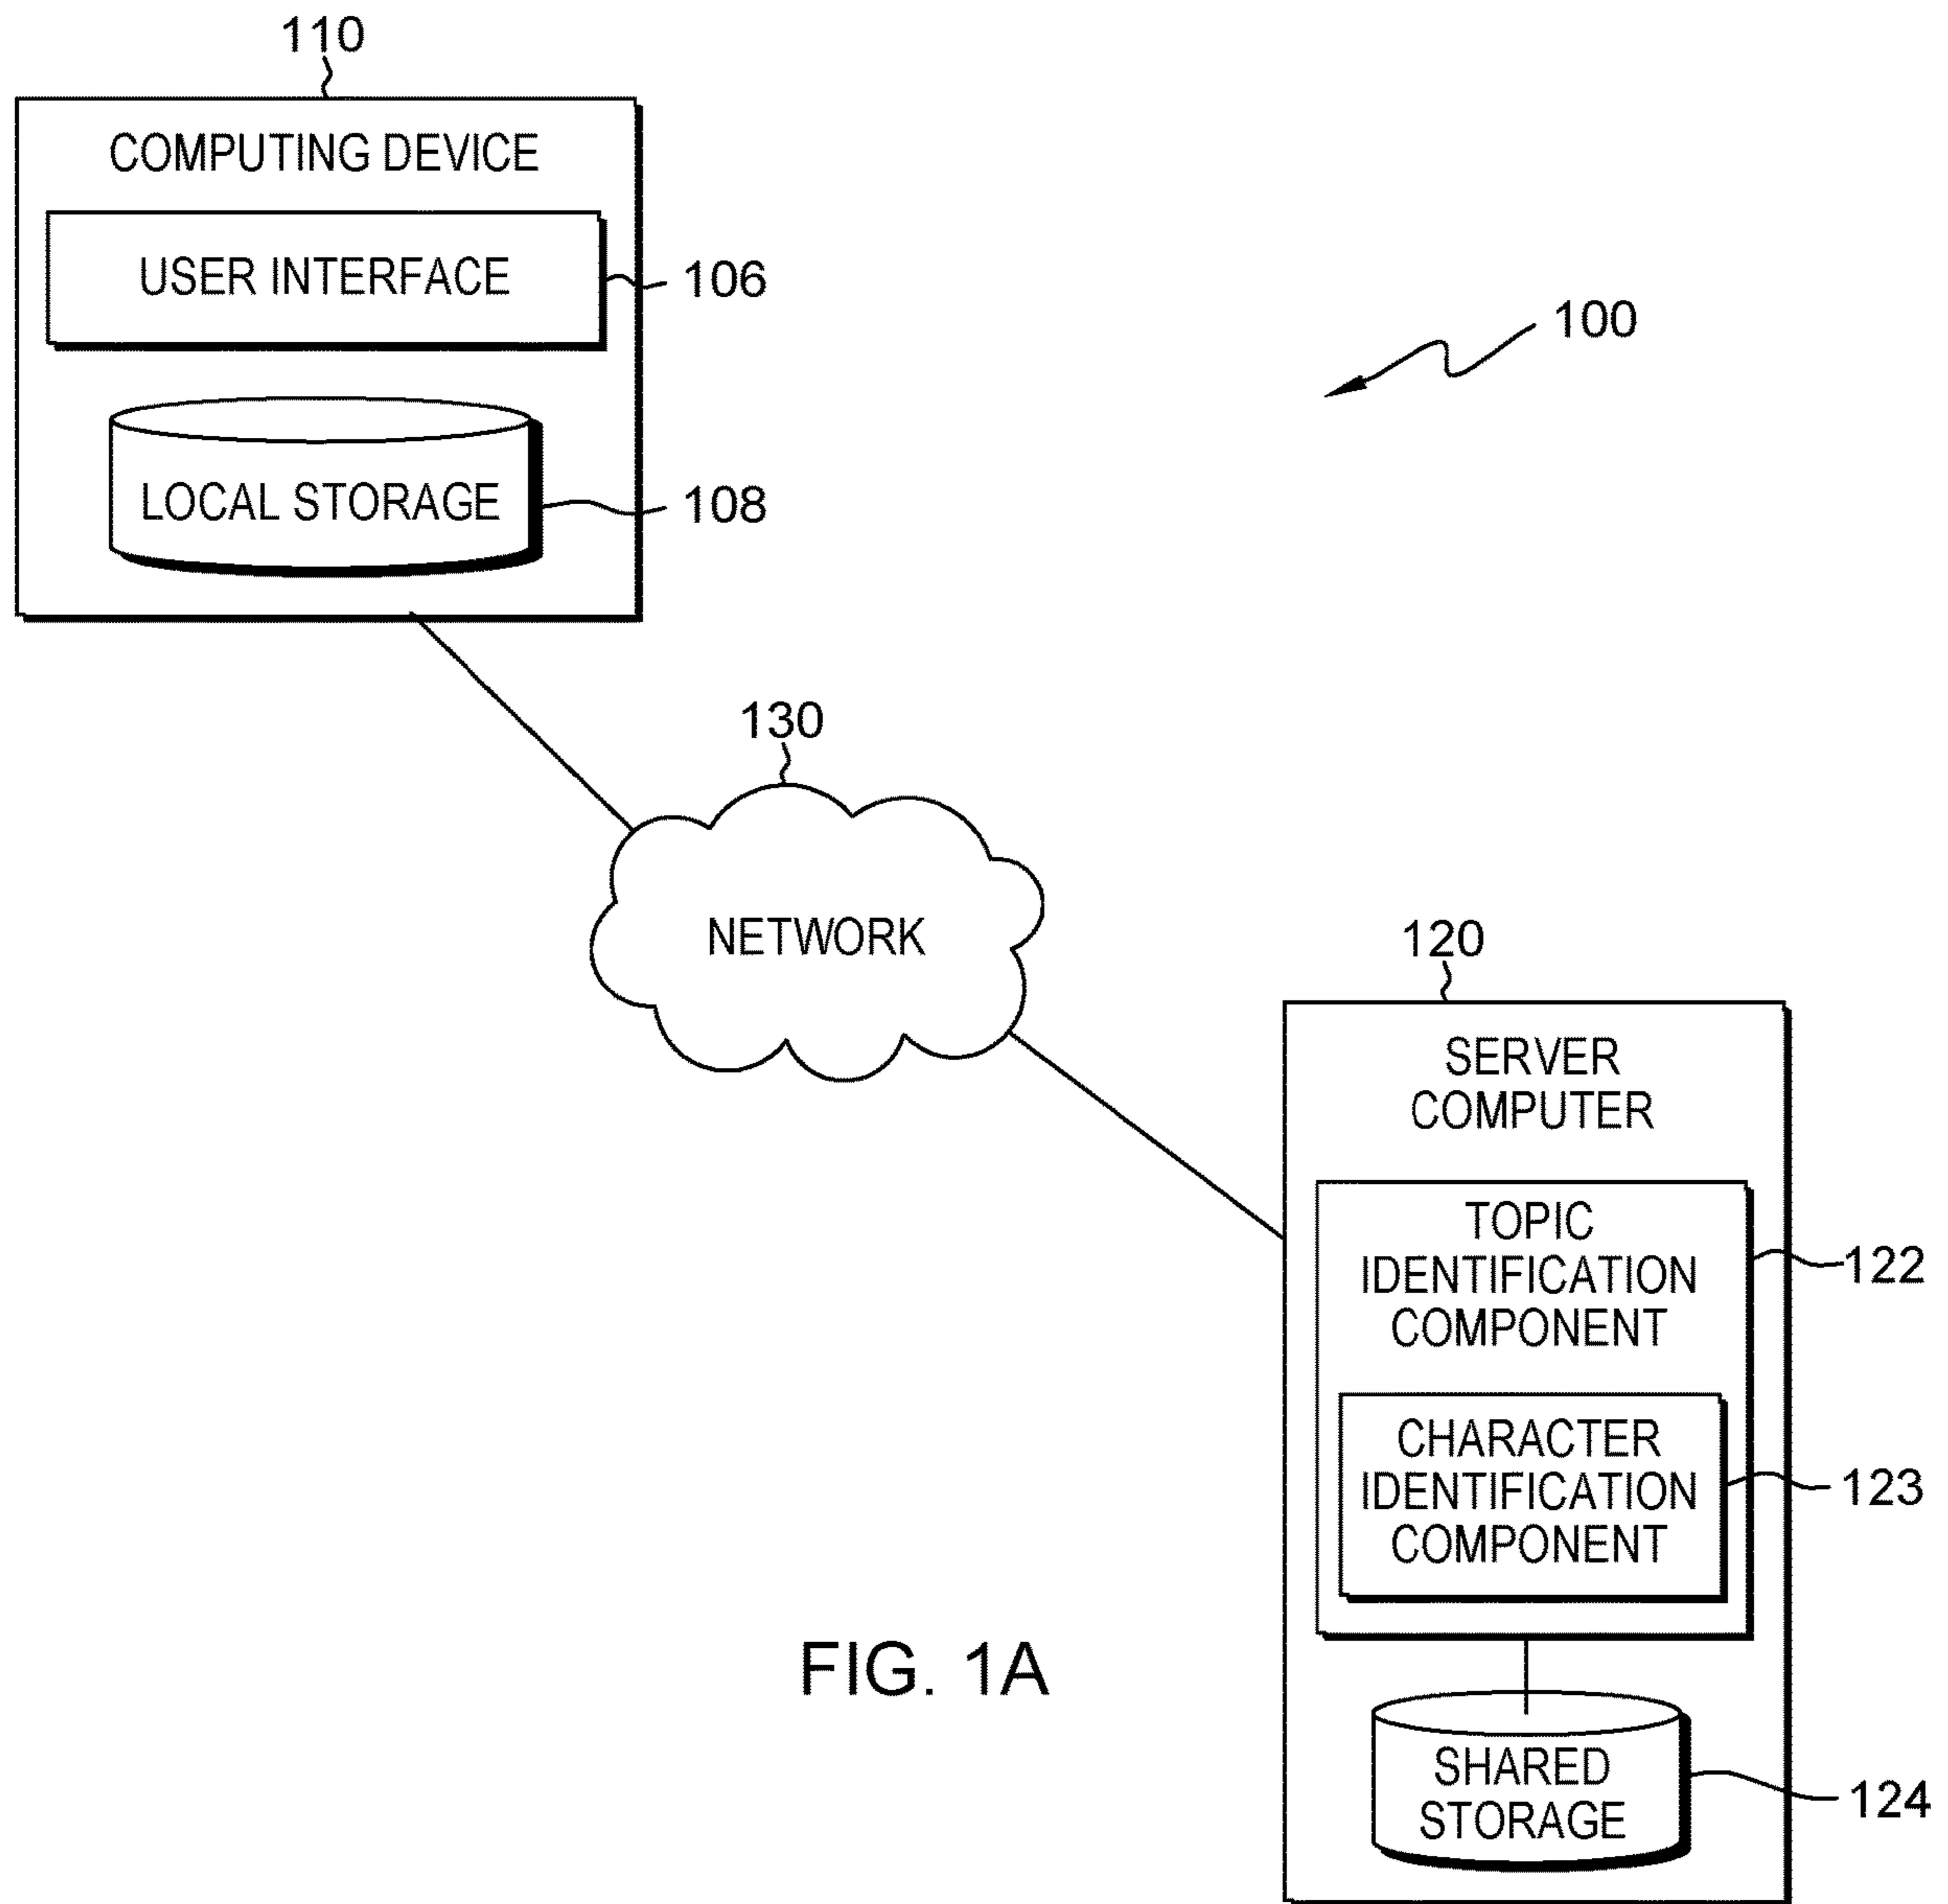 110
COMPUTING DEVICE
USER INTERFACE
106
100
LOCAL STORAGE
108
130
NETWORK
120
SERVER
COMPUTER
TOPIC
IDENTIFICATION
COMPONENT
122
CHARACTER
IDENTIFICATION
COMPONENT
123
FIG. 1A
SHARED
STORAGE
124